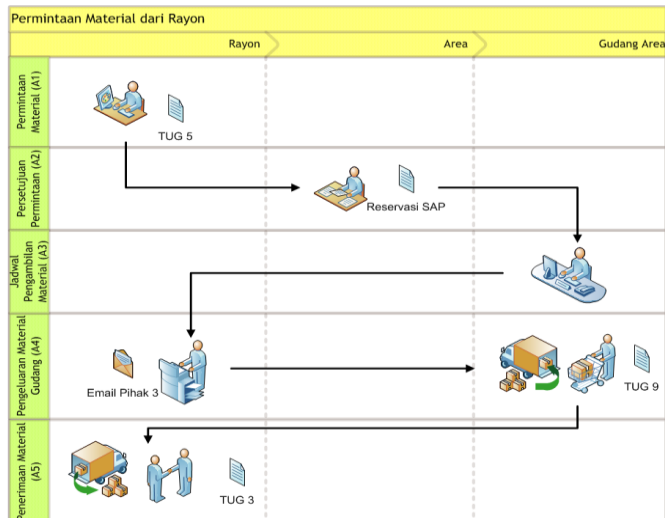 Permintaan Material dari Rayon
Rayon
Area
Gudang Area
Permintaan
Material (A1)
TUG 5
Persetujuan
Permintaan (A2)
Reservasi SAP
Jadwal
Pengambilan
Material (A3)
Pengeluaran Material
Gudang (A4)
Email Pihak 3
TUG 9
Penerimaan Material
(A5)
TUG 3